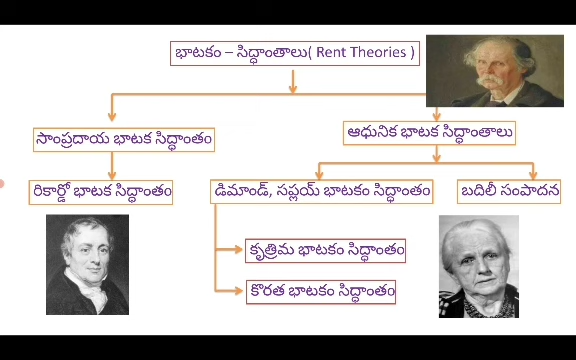 భాటకం – సిద్ధాంతాలు( Rent Theories )
సాంప్రదాయ భాటక సిద్ధాంతం
ఆధునిక భాటక సిద్ధాంతాలు
రికార్డో భాటక సిద్ధాంతం
డిమాండ్, సప్లయ్ భాటకం సిద్ధాంతం
బదిలీ సంపాదన
కృత్రిమ భాటకం సిద్ధాంతం
కొరత భాటకం సిద్ధాంతం